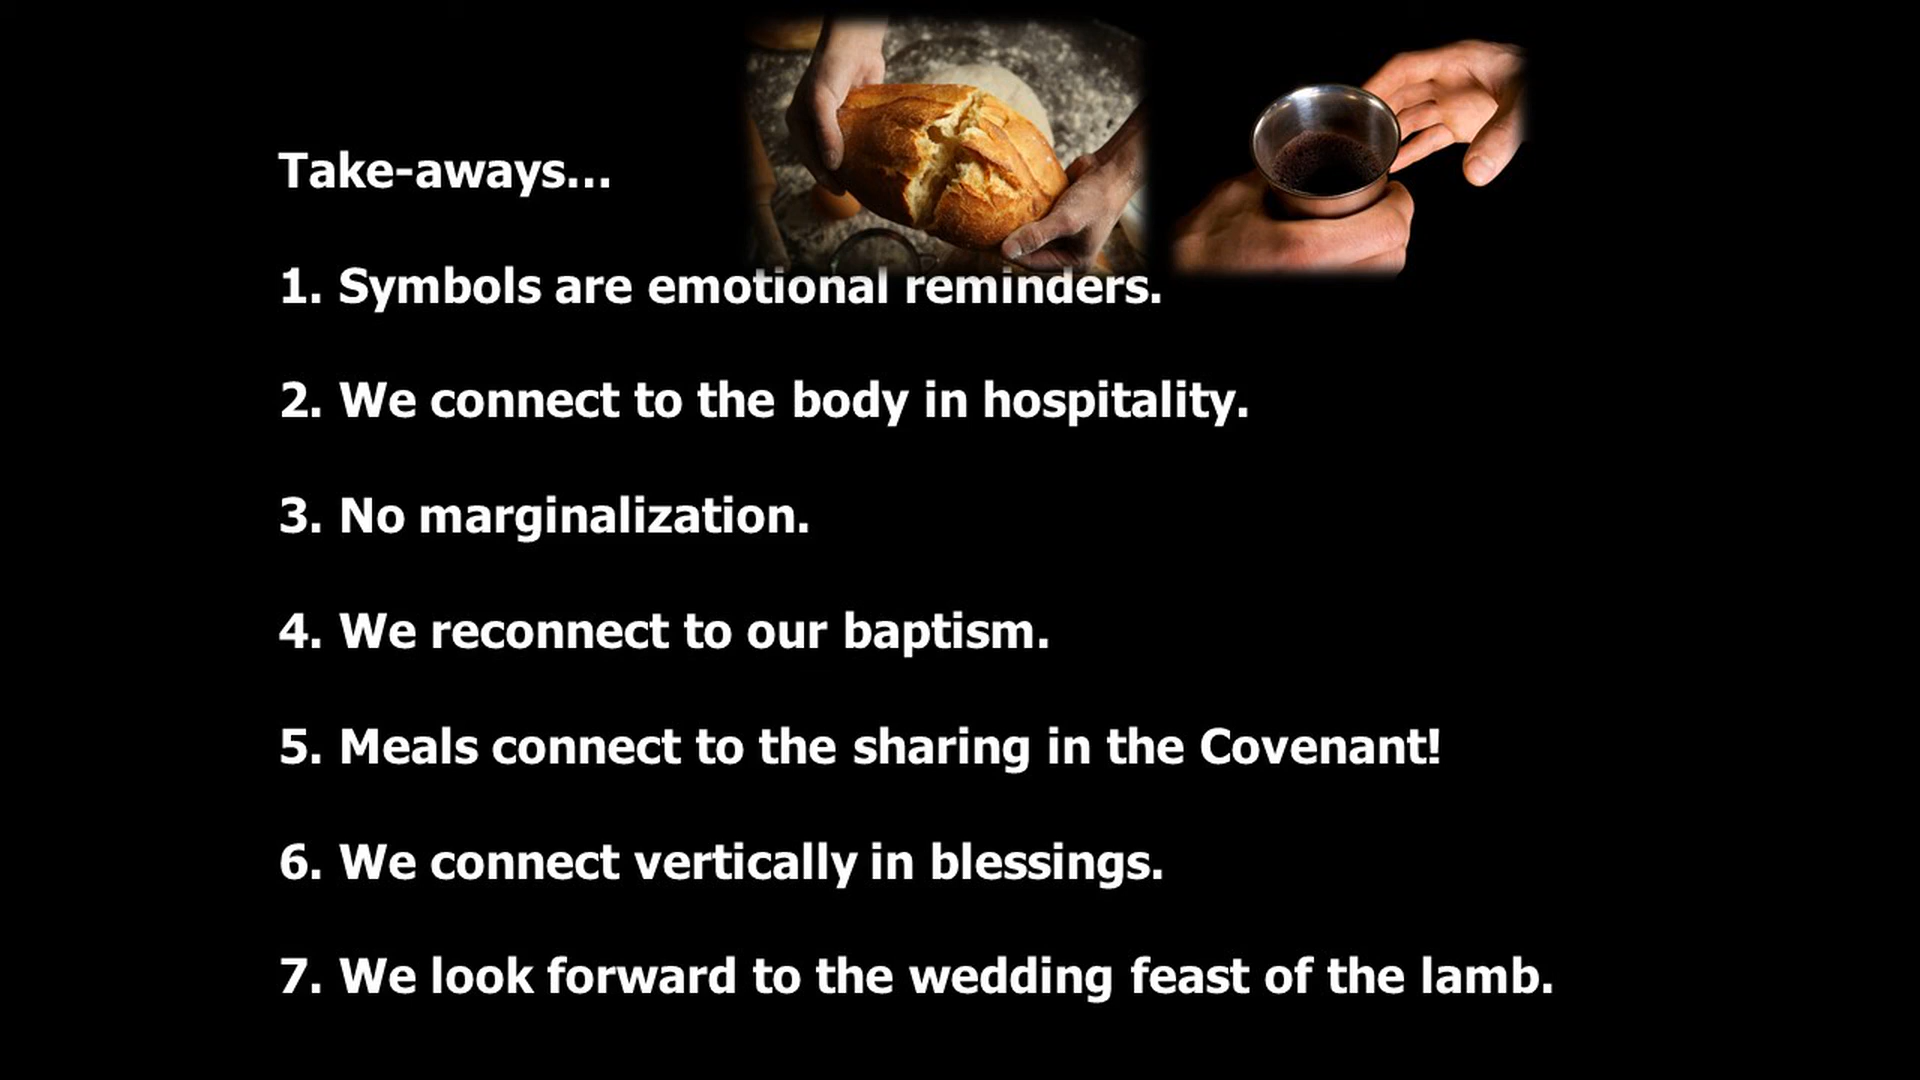 Take-aways...
1. Symbols are emotional reminders.
2. We connect to the body in hospitality.
3. No marginalization.
4. We reconnect to our baptism.
5. Meals connect to the sharing in the Covenant!
6. We connect vertically in blessings.
7. We look forward to the wedding feast of the lamb.